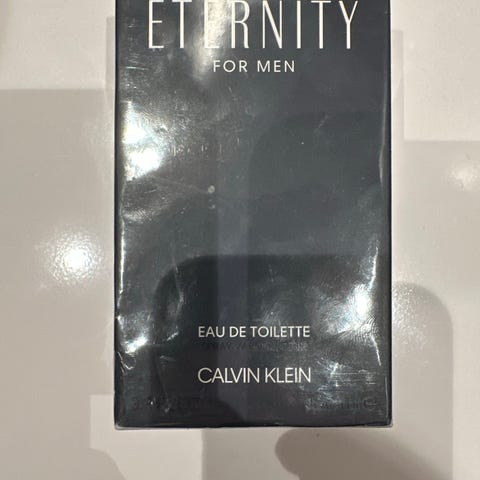 ETERNITY
FOR MEN
EAU DE TOILETTE
CALVIN KLEIN